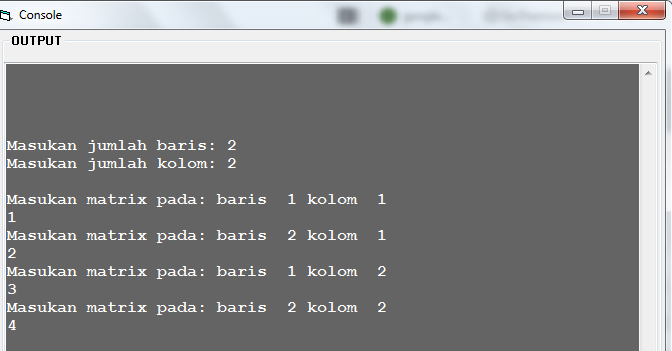 Console
OUTPUT
Masukan jumlah baris: 2
Masukan jumlah kolom: 2
Masukan matrix pada: baris  1 kolom  1
1
Masukan matrix pada: baris  2 kolom  1
2
Masukan matrix pada: baris  1 kolom  2
3
Masukan matrix pada: baris  2 kolom  2
4